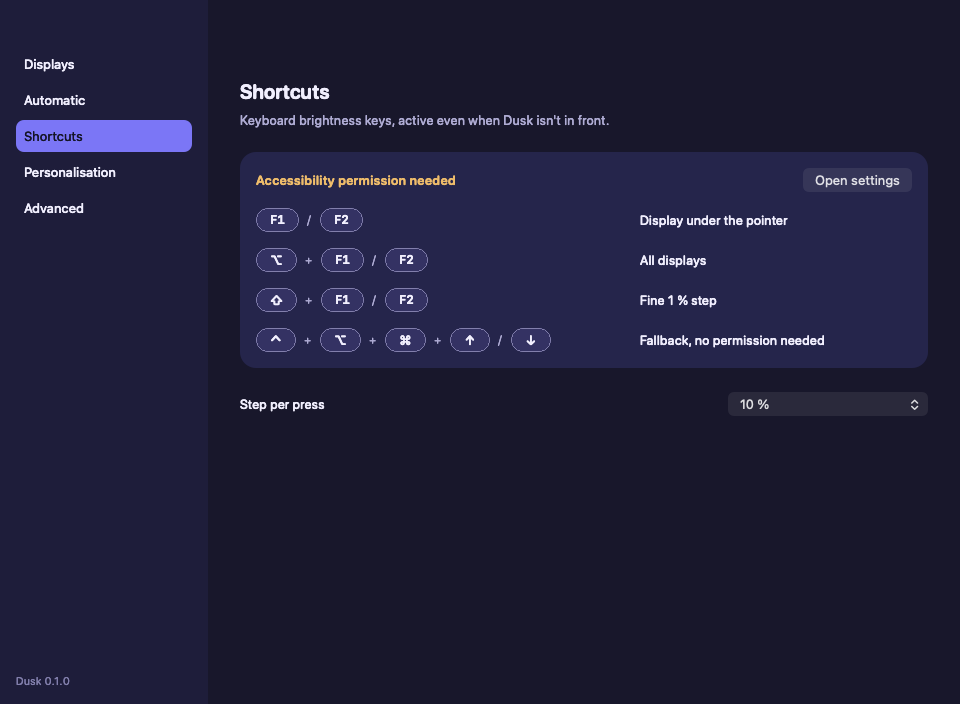 Displays
Automatic
Shortcuts
Personalisation
Advanced
Dusk 0.1.0
Shortcuts
Keyboard brightness keys, active even when Dusk isn't in front.
Accessibility permission needed
Open settings
F1 / F2 Display under the pointer
⌥ + F1 / F2 All displays
⇧ + F1 / F2 Fine 1 % step
^ + ⌥ + ⌘ + ↑ / ↓ Fallback, no permission needed
Step per press 10 %